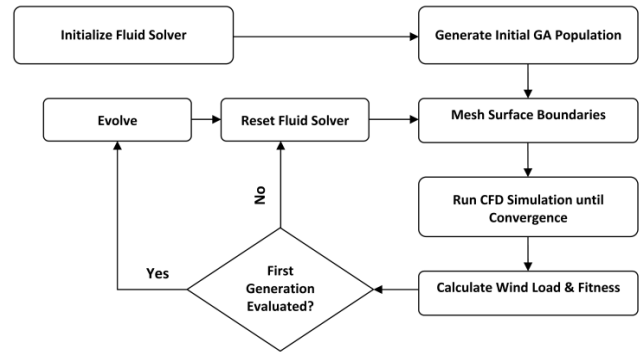 Initialize Fluid Solver
Generate Initial GA Population
Evolve
Reset Fluid Solver
Mesh Surface Boundaries
Run CFD Simulation until
Convergence
No
Yes
First
Generation
Evaluated?
Calculate Wind Load & Fitness